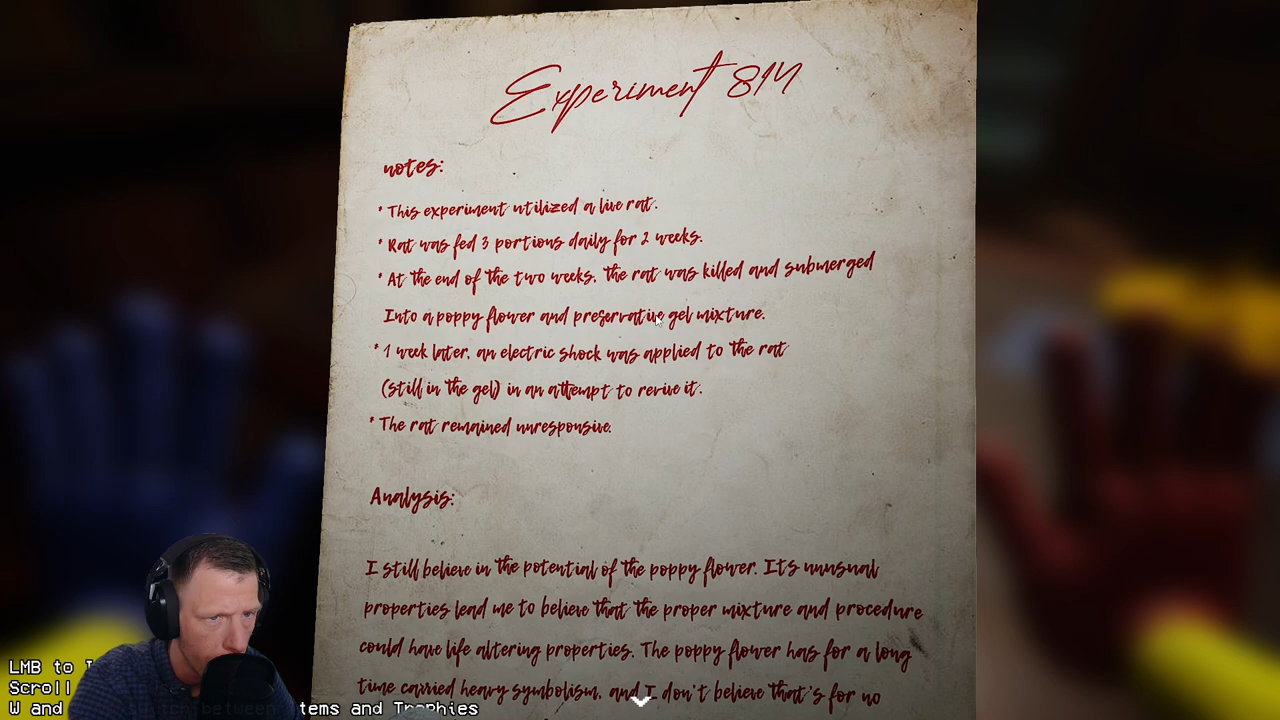 Experiment 814
notes:
* This experiment utilized a live rat.
* Rat was fed 3 portions daily for 2 weeks.
* At the end of the two weeks, the rat was killed and submerged
Into a poppy flower and preservative gel mixture.
* 1 week later, an electric shock was applied to the rat
(still in the gel) in an attempt to revive it.
* The rat remained unresponsive.
Analysis:
I still believe in the potential of the poppy flower. Its unusual
properties lead me to believe that the proper mixture and procedure
could have life altering properties. The poppy flower has for a long
time carried heavy symbolism, and I don't believe that's for no
LMB to
Scroll
W and between tems and Trophies